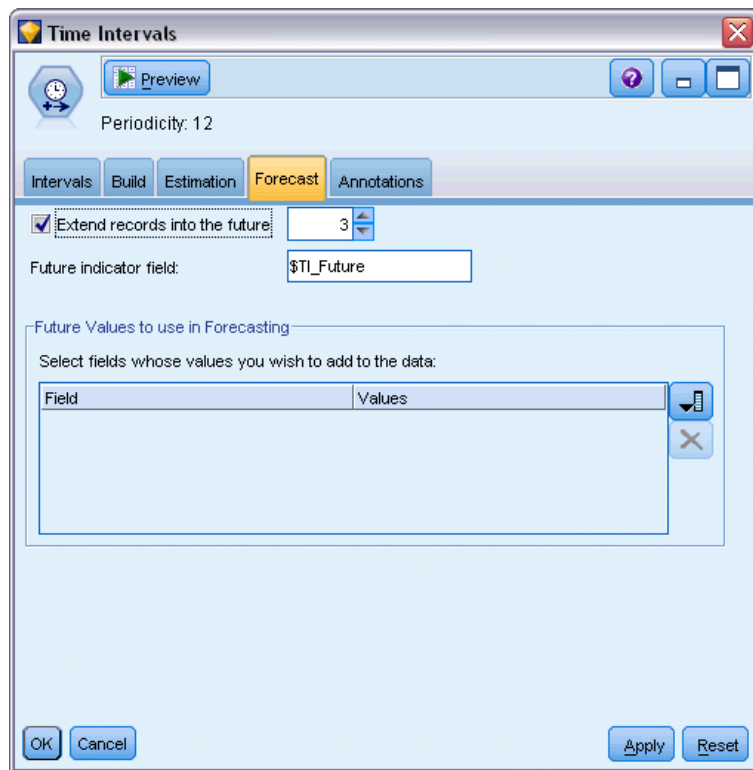 Time Intervals
Preview
Periodicity: 12
Intervals Build Estimation Forecast Annotations
Extend records into the future 3
Future indicator field: $TI_Future
Future Values to use in Forecasting
Select fields whose values you wish to add to the data:
Field Values
OK Cancel Apply Reset